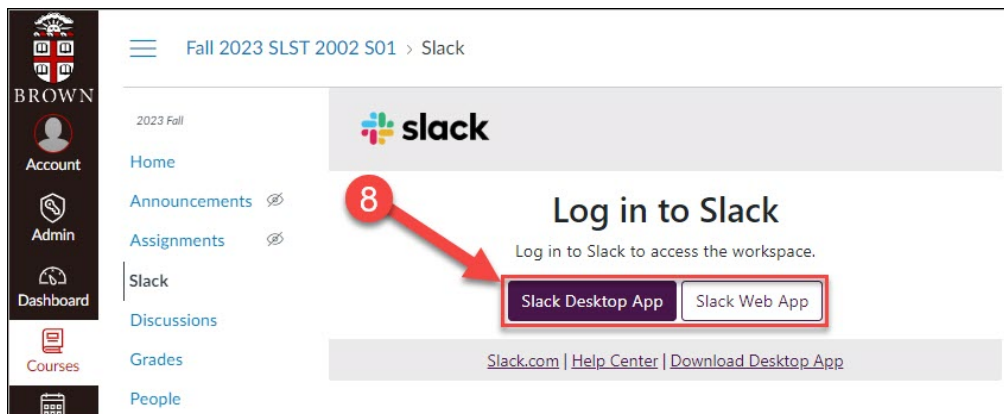 BROWN
Account
Admin
Dashboard
Courses
Fall 2023 SLST 2002 S01 > Slack
2023 Fall
Home
Announcements
Assignments
Slack
Discussions
Grades
People
slack
8
Log in to Slack
Log in to Slack to access the workspace.
Slack Desktop App Slack Web App
Slack.com | Help Center | Download Desktop App